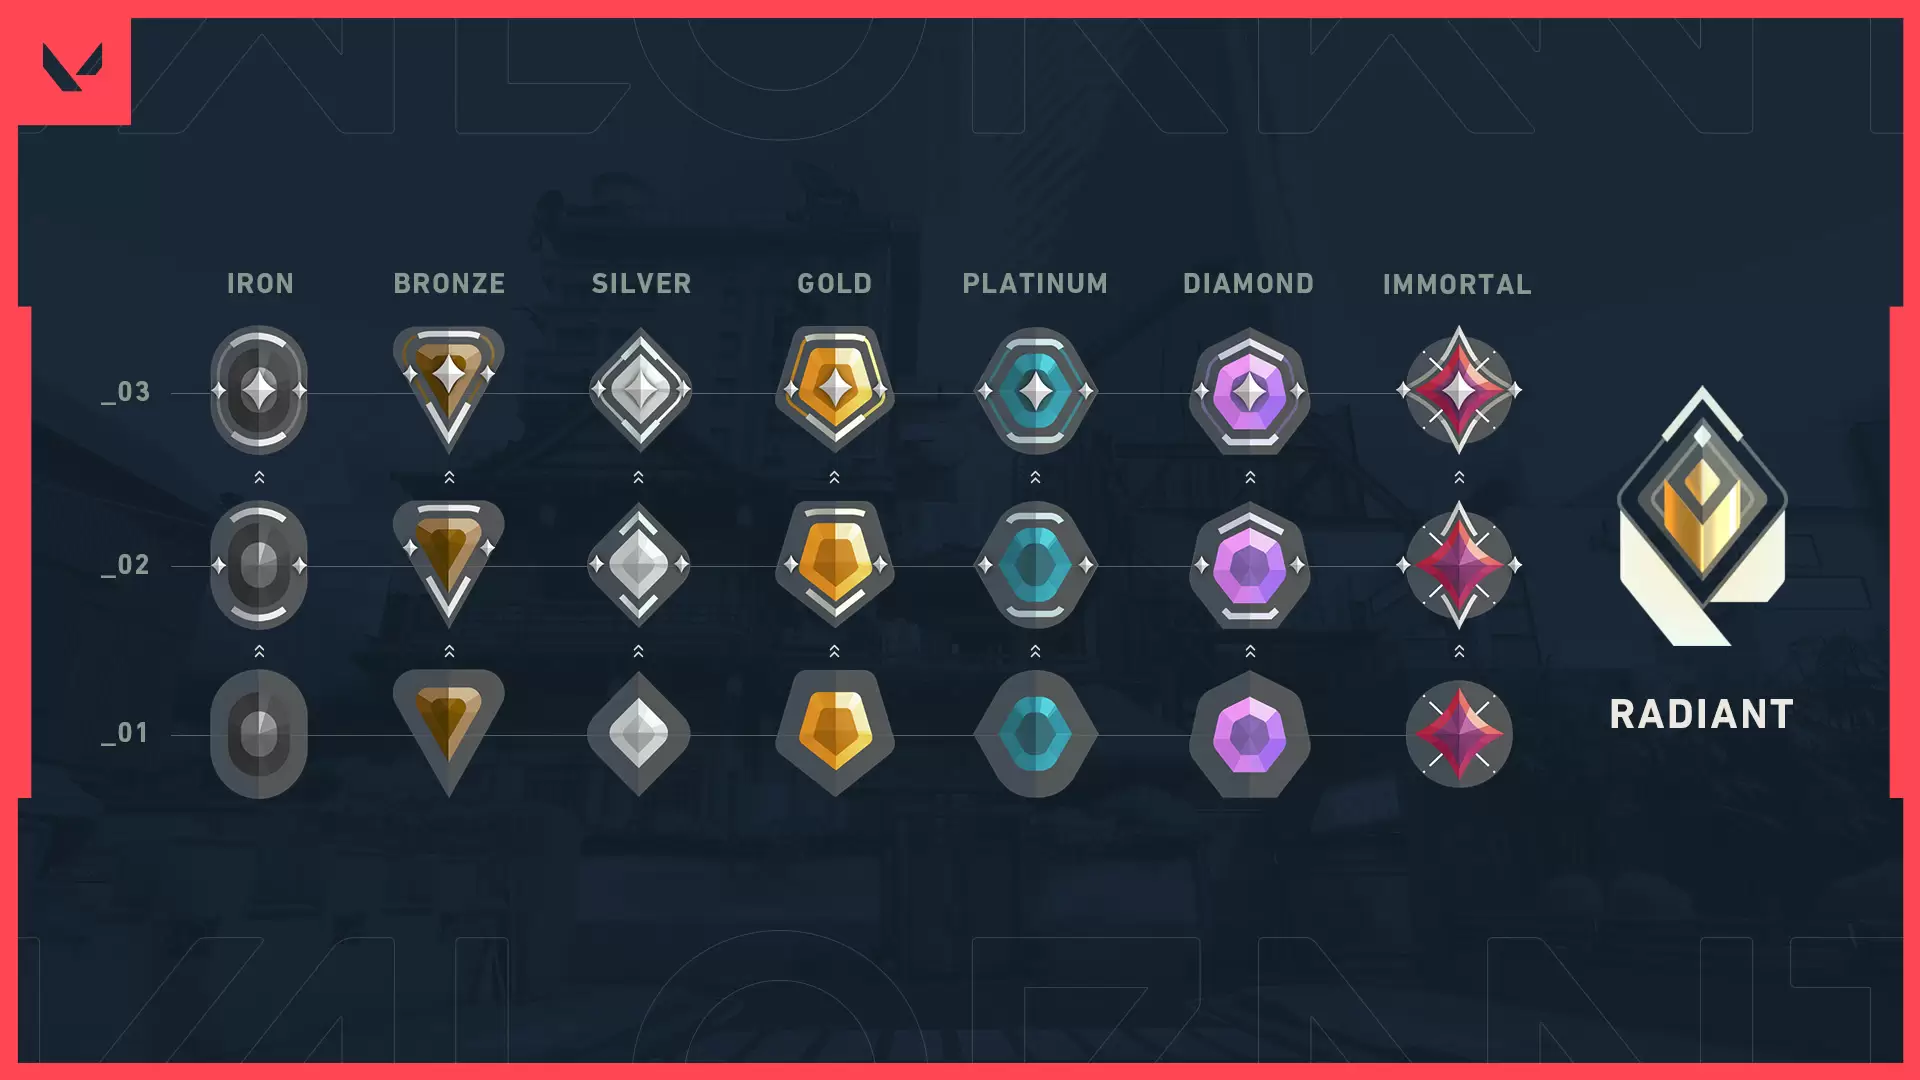 IRON BRONZE SILVER GOLD PLATINUM DIAMOND IMMORTAL
_03
_02
_01
RADIANT